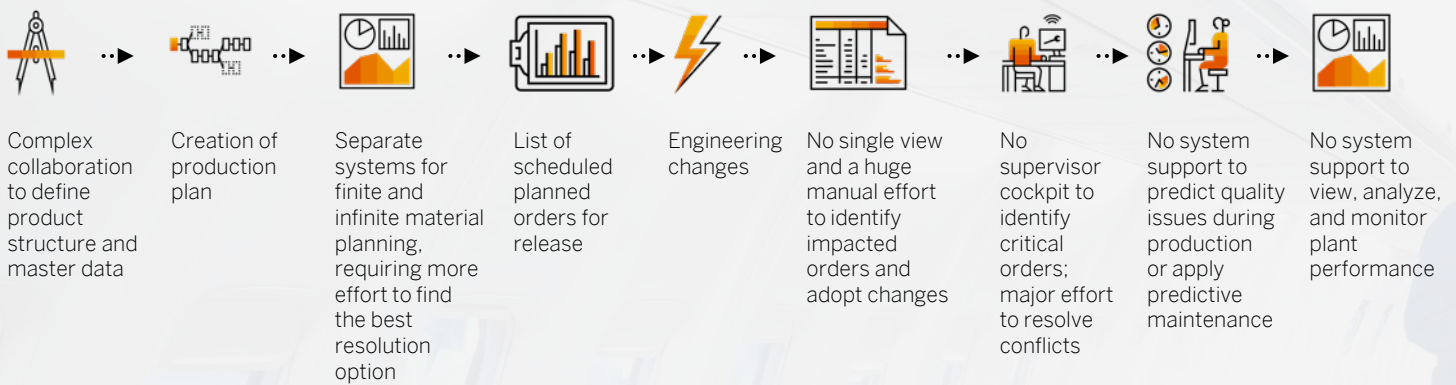 Complex
collaboration
to define
product
structure and
master data
Creation of
production
plan
Separate
systems for
finite and
infinite material
planning,
requiring more
effort to find
the best
resolution
option
List of
scheduled
planned
orders for
release
Engineering
changes
No single view
and a huge
manual effort
to identify
impacted
orders and
adopt changes
No
supervisor
cockpit to
identify
critical
orders;
major effort
to resolve
conflicts
No system
support to
predict quality
issues during
production
or apply
predictive
maintenance
No system
support to
view, analyze,
and monitor
plant
performance